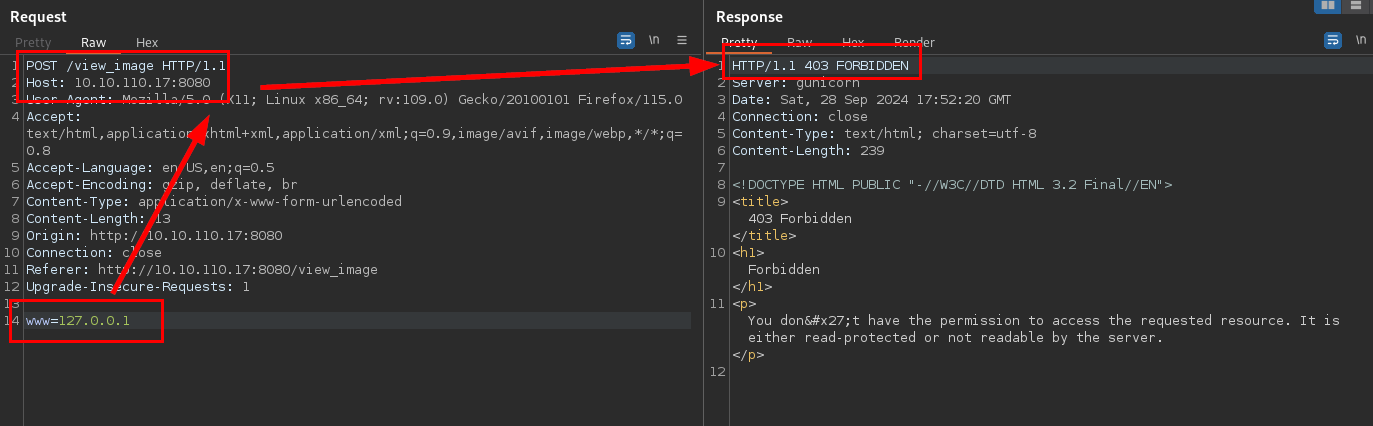 Request
Pretty Raw Hex
\n
1 POST /view_image HTTP/1.1
2 Host: 10.10.110.17:8080
3 User-Agent: Mozilla/5.0 (X11; Linux x86_64; rv:109.0) Gecko/20100101 Firefox/115.0
4 Accept:
text/html,application/xhtml+xml,application/xml;q=0.9,image/avif,image/webp,*/*;q=
0.8
5 Accept-Language: en-US,en;q=0.5
6 Accept-Encoding: gzip, deflate, br
7 Content-Type: application/x-www-form-urlencoded
8 Content-Length: 13
9 Origin: http://10.10.110.17:8080
10 Connection: close
11 Referer: http://10.10.110.17:8080/view_image
12 Upgrade-Insecure-Requests: 1
13
14 www=127.0.0.1
Response
Pretty Raw Hex Render
\n
1 HTTP/1.1 403 FORBIDDEN
2 Server: gunicorn
3 Date: Sat, 28 Sep 2024 17:52:20 GMT
4 Connection: close
5 Content-Type: text/html; charset=utf-8
6 Content-Length: 239
7
8 <!DOCTYPE HTML PUBLIC "-//W3C//DTD HTML 3.2 Final//EN">
9 <title>
403 Forbidden
</title>
10 <h1>
Forbidden
</h1>
11 <p>
You don&#x27;t have the permission to access the requested resource. It is
either read-protected or not readable by the server.
</p>
12